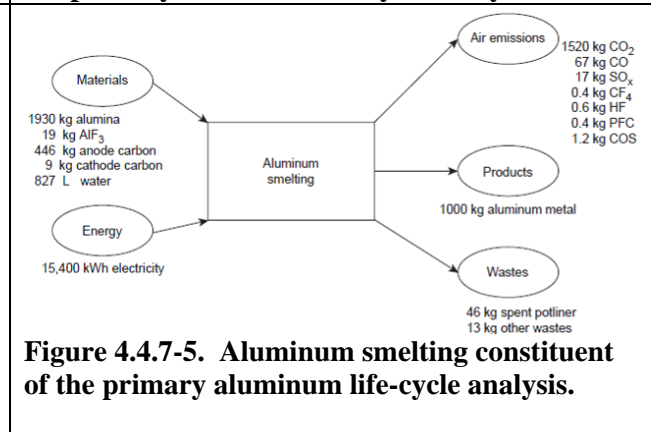 Materials
1930 kg alumina
19 kg AlF3
446 kg anode carbon
9 kg cathode carbon
827 L water
Energy
15,400 kWh electricity
Aluminum
smelting
Air emissions
1520 kg CO2
67 kg CO
17 kg SOx
0.4 kg CF4
0.6 kg HF
0.4 kg PFC
1.2 kg COS
Products
1000 kg aluminum metal
Wastes
46 kg spent potliner
13 kg other wastes
Figure 4.4.7-5. Aluminum smelting constituent
of the primary aluminum life-cycle analysis.